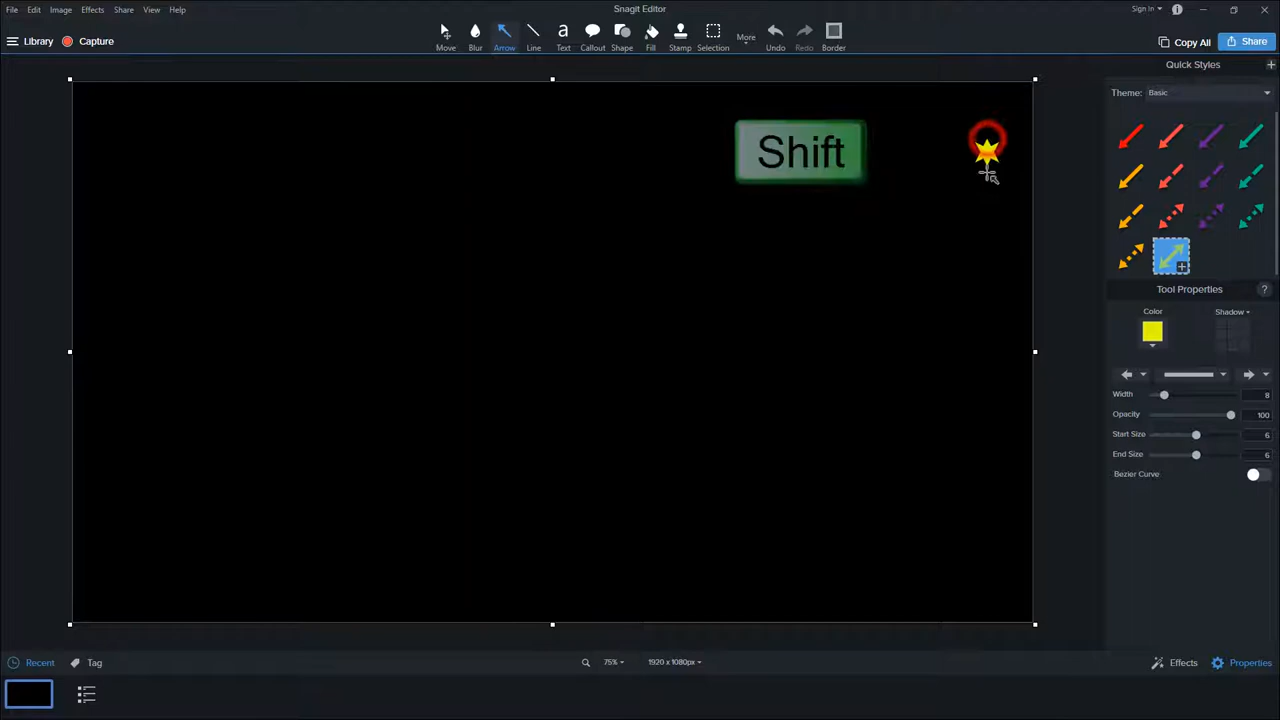 Snagit Editor
File Edit Image Effects Share View Help
Sign In
Library Capture
Move Blur Arrow Line Text Callout Shape Fill Stamp Selection More Undo Redo Border
Copy All Share
Quick Styles
Theme: Basic
Shift
Tool Properties ?
Color Shadow
Width 8
Opacity 100
Start Size 6
End Size 6
Bezier Curve
Recent Tag 75% 1920 x 1080px Effects Properties